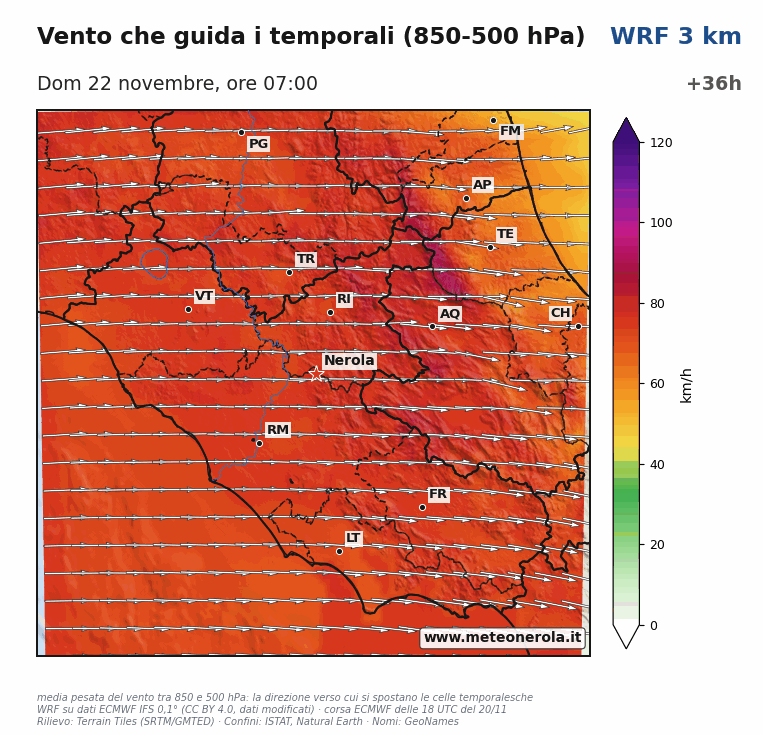 Vento che guida i temporali (850-500 hPa) WRF 3 km
Dom 22 novembre, ore 07:00 +36h
FM
PG
AP
TE
TR
VT
RI
CH
AQ
Nerola
RM
FR
LT
www.meteonerola.it
120
100
80
60
40
20
0
km/h
media pesata del vento tra 850 e 500 hPa: la direzione verso cui si spostano le celle temporalesche
WRF su dati ECMWF IFS 0,1° (CC BY 4.0, dati modificati) · corsa ECMWF delle 18 UTC del 20/11
Rilievo: Terrain Tiles (SRTM/GMTED) · Confini: ISTAT, Natural Earth · Nomi: GeoNames